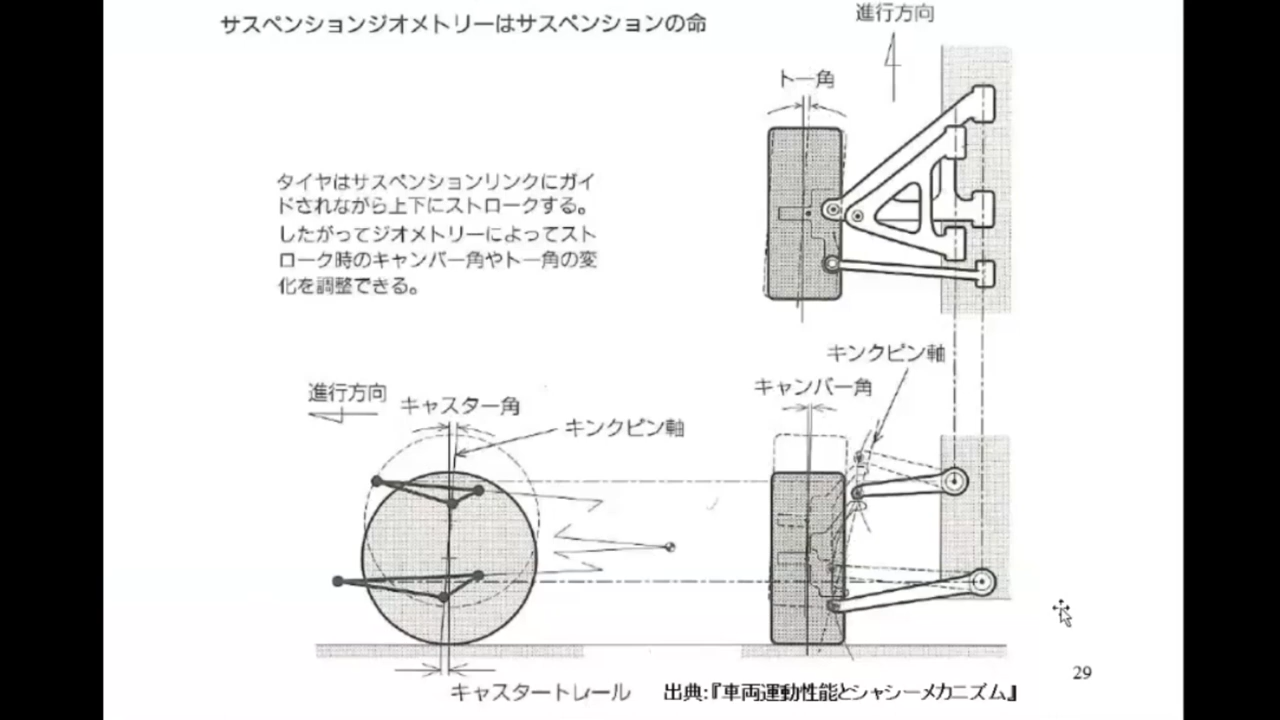 サスペンションジオメトリーはサスペンションの命
進行方向
トー角
タイヤはサスペンションリンクにガイ
ドされながら上下にストロークする。
したがってジオメトリーによってスト
ローク時のキャンバー角やトー角の変
化を調整できる。
キンクピン軸
キャンバー角
進行方向
キャスター角
キンクピン軸
キャスタートレール
出典:『車両運動性能とシャシーメカニズム』
29